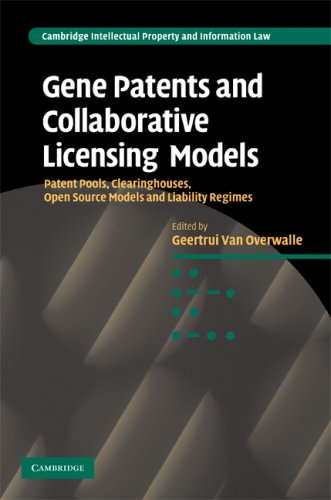 Cambridge Intellectual Property and Information Law
Gene Patents and
Collaborative
Licensing Models
Patent Pools, Clearinghouses,
Open Source Models and Liability Regimes
Edited by
Geertrui Van Overwalle
CAMBRIDGE